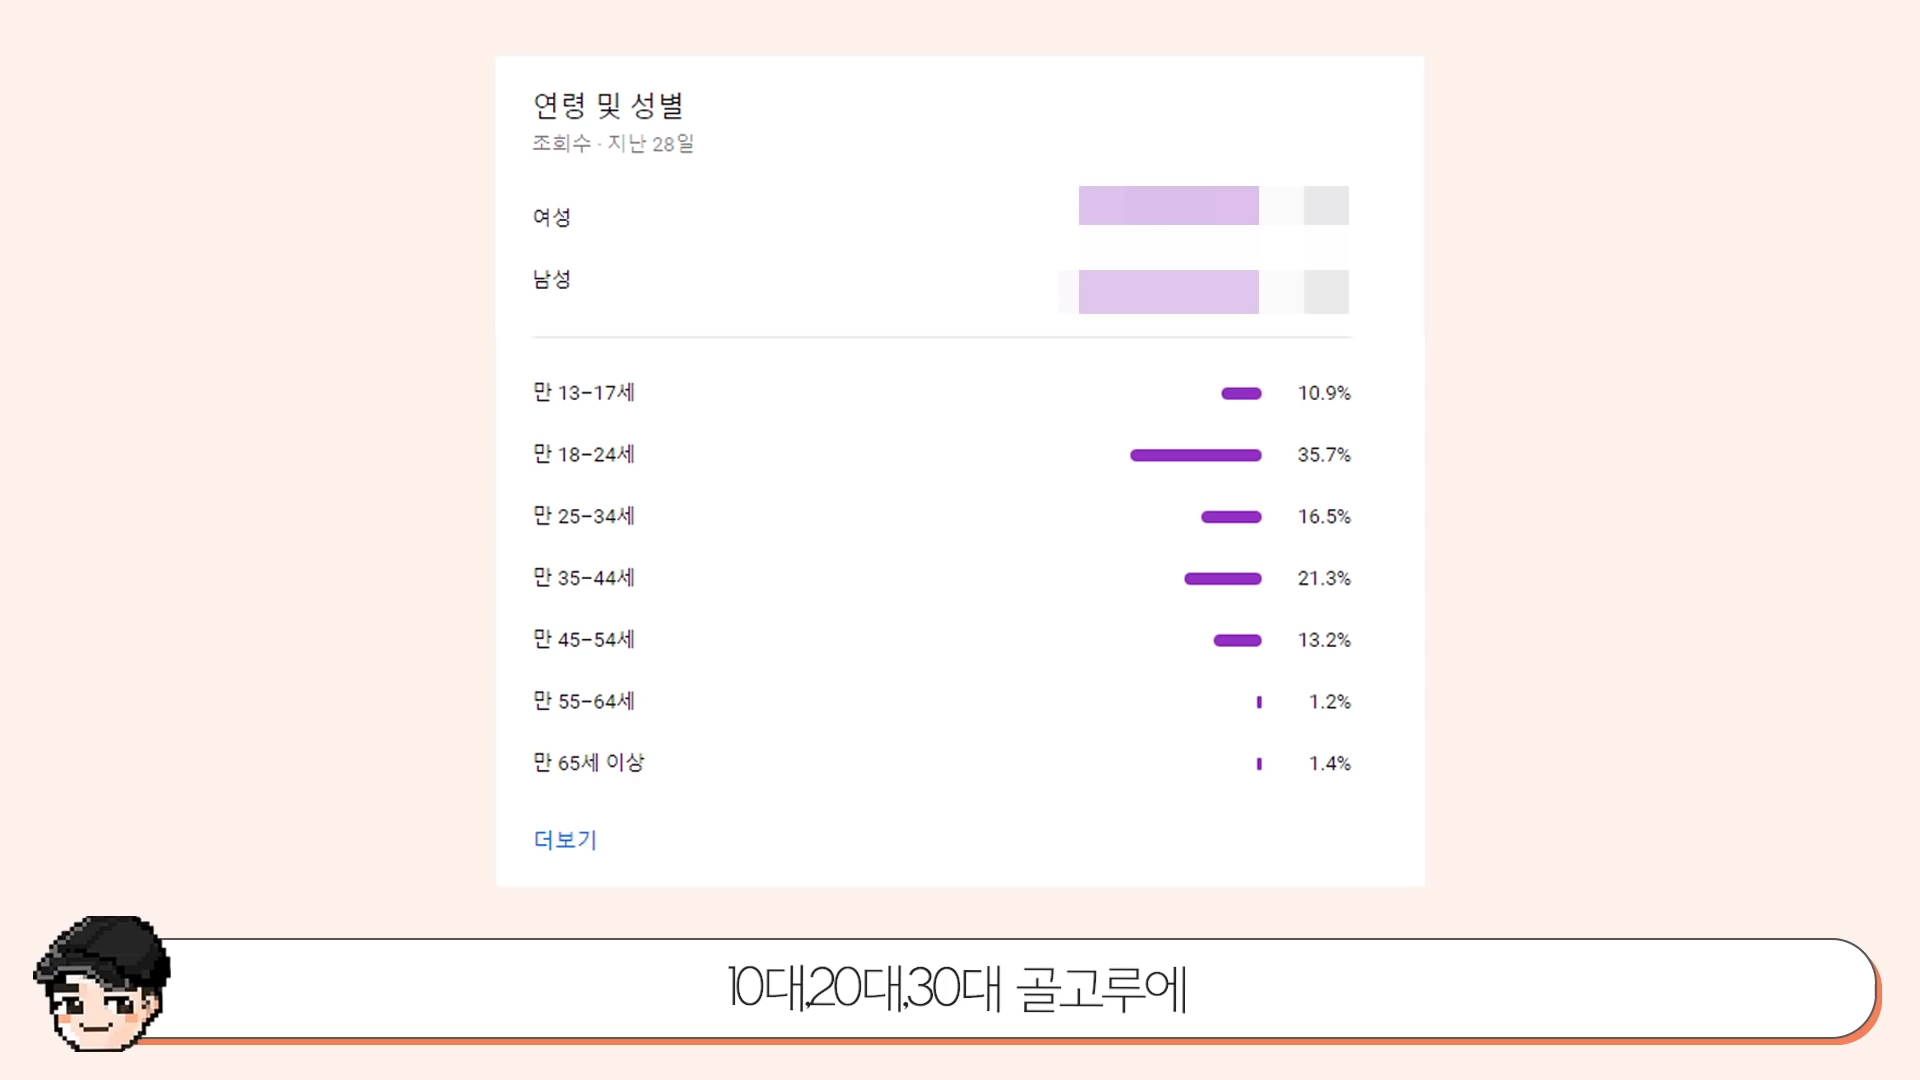 연령 및 성별
조회수 · 지난 28일
여성
남성
만 13–17세 10.9%
만 18–24세 35.7%
만 25–34세 16.5%
만 35–44세 21.3%
만 45–54세 13.2%
만 55–64세 1.2%
만 65세 이상 1.4%
더보기
10대,20대,30대 골고루에